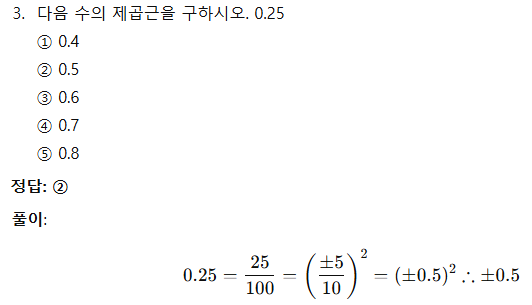 3. 다음 수의 제곱근을 구하시오. 0.25
① 0.4
② 0.5
③ 0.6
④ 0.7
⑤ 0.8
정답: ②
풀이:
0.25 = 25/100 = (±5/10)² = (±0.5)² ∴ ±0.5